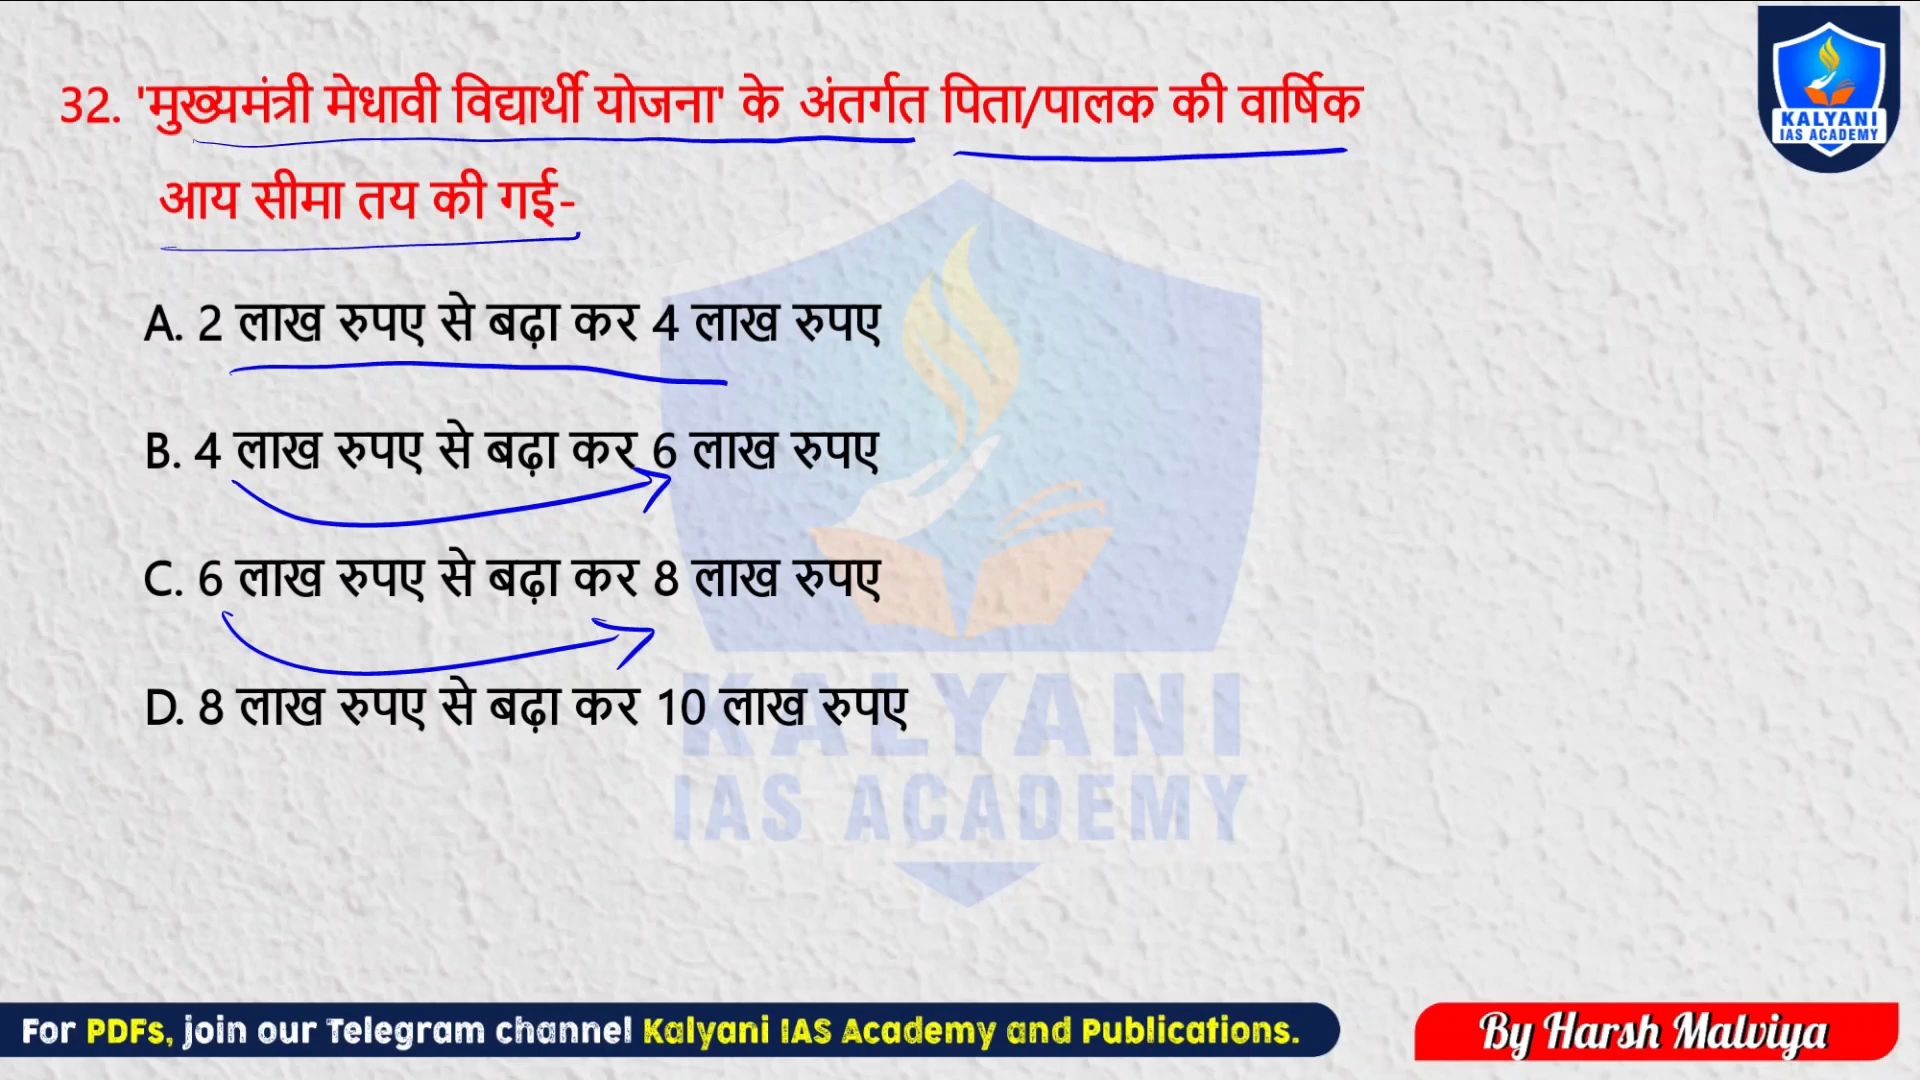 32. 'मुख्यमंत्री मेधावी विद्यार्थी योजना' के अंतर्गत पिता/पालक की वार्षिक
आय सीमा तय की गई-
A. 2 लाख रुपए से बढ़ा कर 4 लाख रुपए
B. 4 लाख रुपए से बढ़ा कर 6 लाख रुपए
C. 6 लाख रुपए से बढ़ा कर 8 लाख रुपए
D. 8 लाख रुपए से बढ़ा कर 10 लाख रुपए
KALYANI
IAS ACADEMY
KALYANI
IAS ACADEMY
For PDFs, join our Telegram channel Kalyani IAS Academy and Publications.
By Harsh Malviya